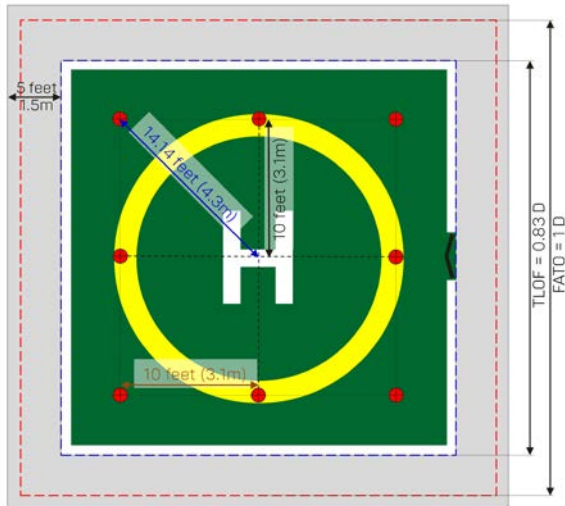 5 feet
1.5m
14.14 feet (4.3m)
10 feet (3.1m)
H
10 feet (3.1m)
TLOF = 0.83 D
FATO = 1 D